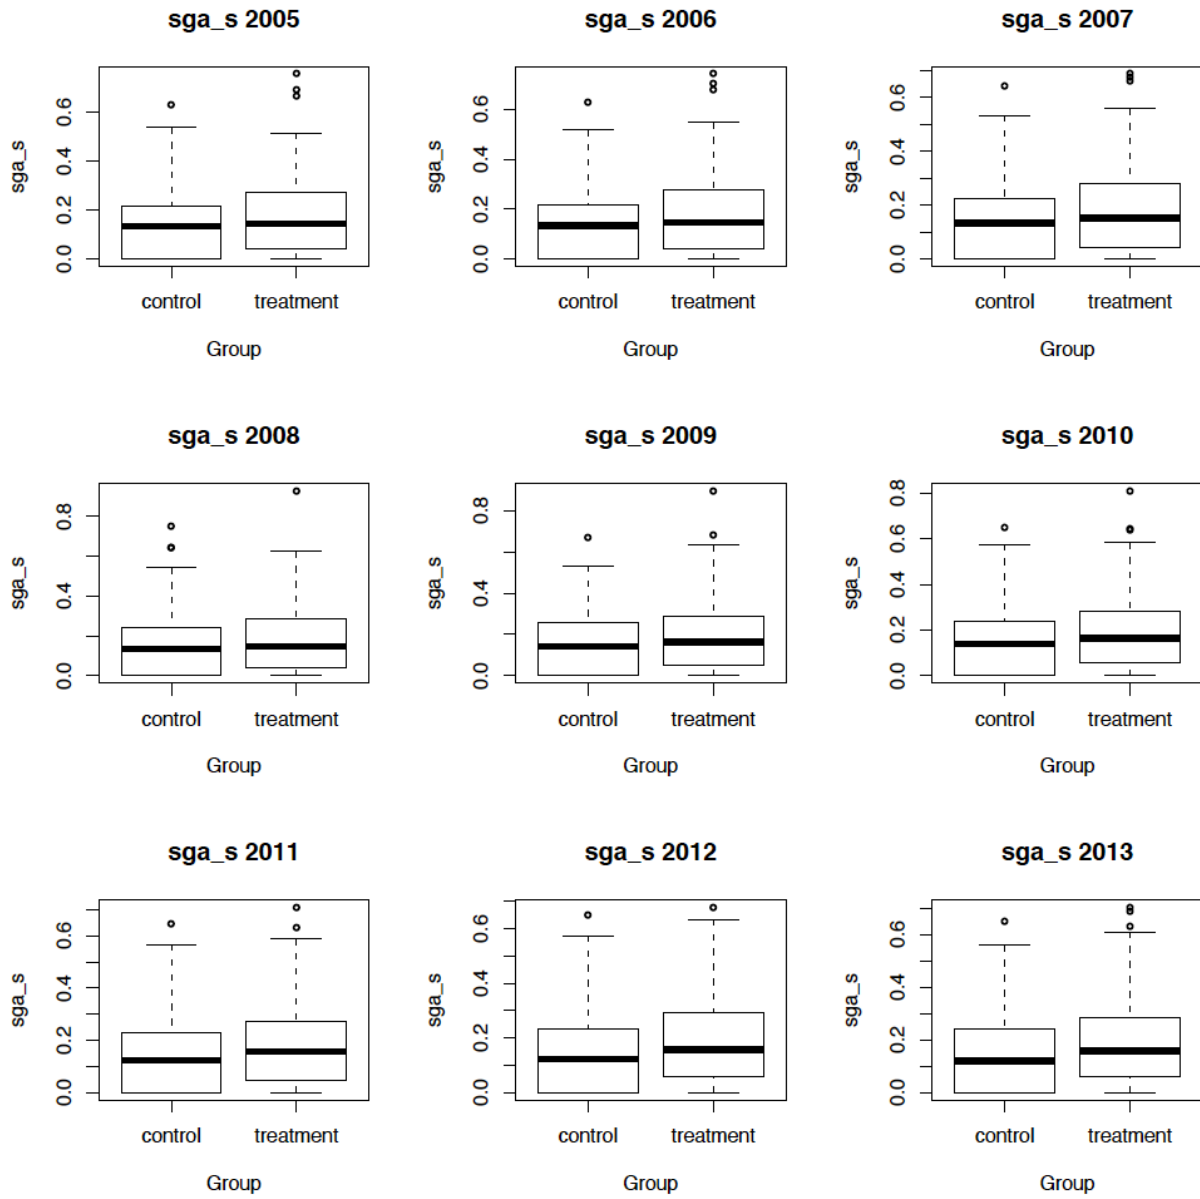 sga_s 2005
sga_s
0.0 0.2 0.4 0.6
control treatment
Group
sga_s 2006
sga_s
0.0 0.2 0.4 0.6
control treatment
Group
sga_s 2007
sga_s
0.0 0.2 0.4 0.6
control treatment
Group
sga_s 2008
sga_s
0.0 0.4 0.8
control treatment
Group
sga_s 2009
sga_s
0.0 0.4 0.8
control treatment
Group
sga_s 2010
sga_s
0.0 0.2 0.4 0.6 0.8
control treatment
Group
sga_s 2011
sga_s
0.0 0.2 0.4 0.6
control treatment
Group
sga_s 2012
sga_s
0.0 0.2 0.4 0.6
control treatment
Group
sga_s 2013
sga_s
0.0 0.2 0.4 0.6
control treatment
Group